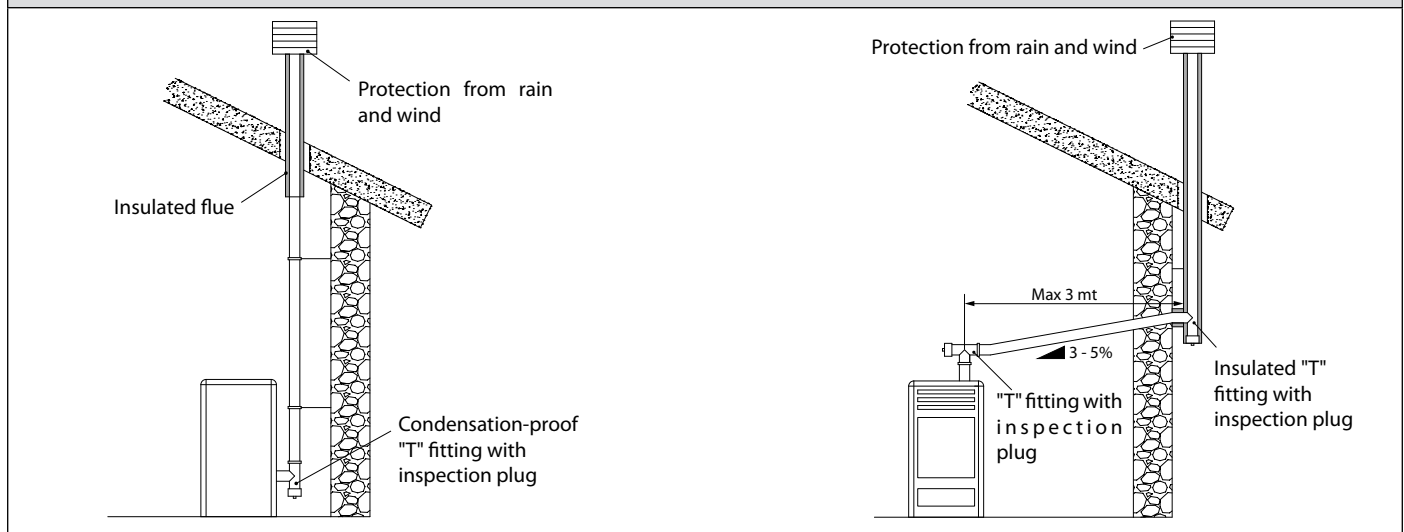 Protection from rain
and wind
Insulated flue
Condensation-proof
"T" fitting with
inspection plug
Protection from rain and wind
Max 3 mt
3 - 5%
"T" fitting with
inspection
plug
Insulated "T"
fitting with
inspection plug